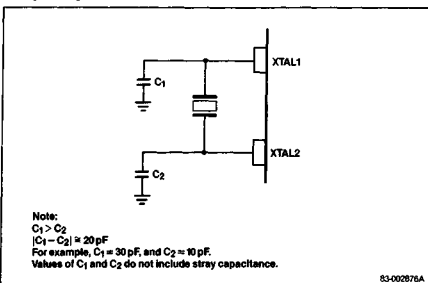 XTAL1
C₁
XTAL2
C₂
Note:
C₁ > C₂
|C₁ – C₂| ≅ 20 pF
For example, C₁ = 30 pF, and C₂ = 10 pF.
Values of C₁ and C₂ do not include stray capacitance.
83-002876A